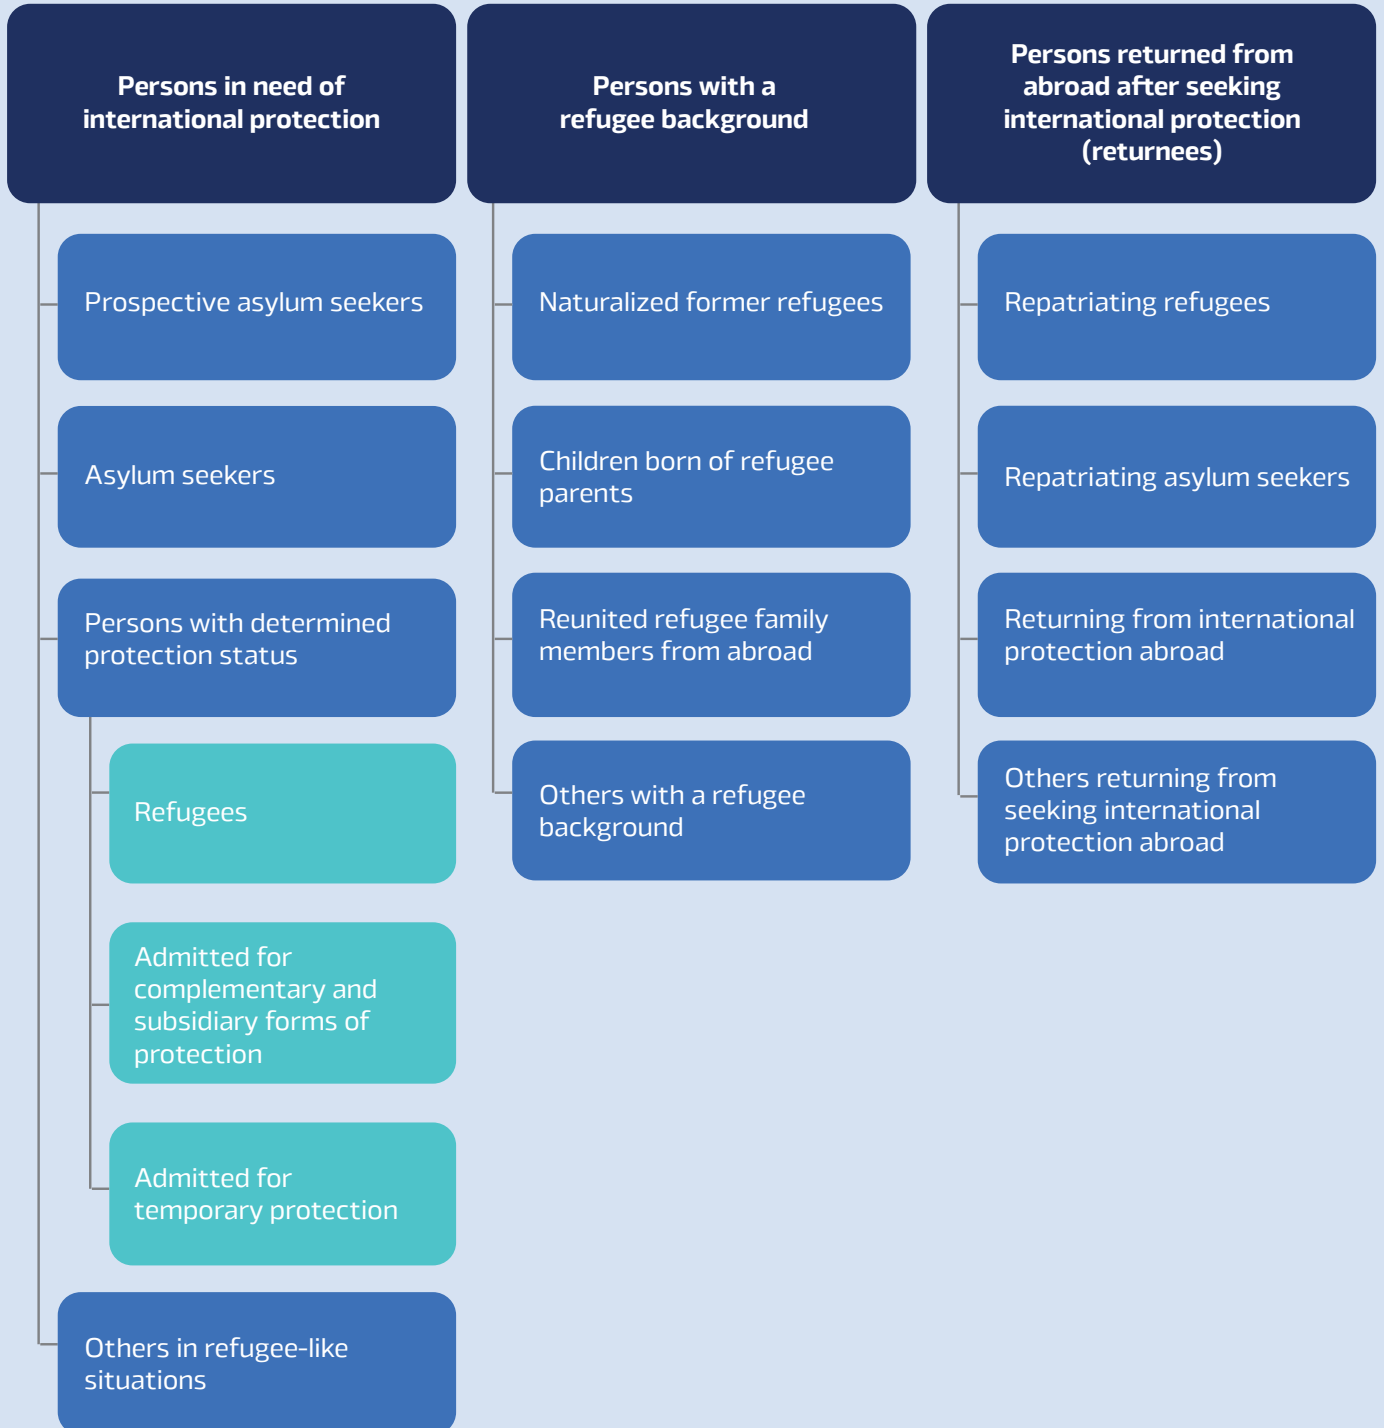 Persons in need of
international protection
Prospective asylum seekers
Asylum seekers
Persons with determined
protection status
Refugees
Admitted for
complementary and
subsidiary forms of
protection
Admitted for
temporary protection
Others in refugee-like
situations
Persons with a
refugee background
Naturalized former refugees
Children born of refugee
parents
Reunited refugee family
members from abroad
Others with a refugee
background
Persons returned from
abroad after seeking
international protection
(returnees)
Repatriating refugees
Repatriating asylum seekers
Returning from international
protection abroad
Others returning from
seeking international
protection abroad